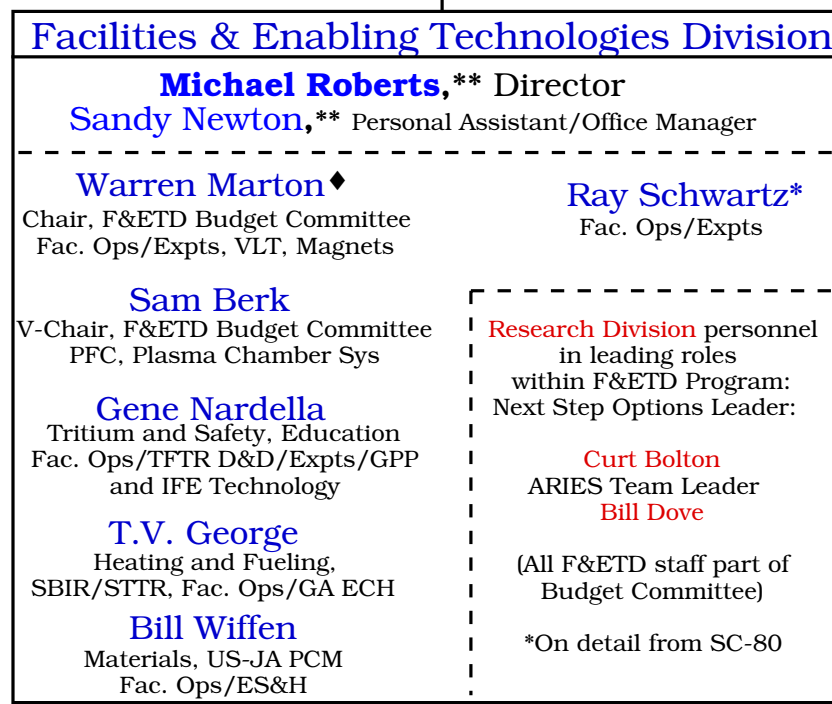 Facilities & Enabling Technologies Division
Michael Roberts,** Director
Sandy Newton,** Personal Assistant/Office Manager
Warren Marton♦
Chair, F&ETD Budget Committee
Fac. Ops/Expts, VLT, Magnets
Sam Berk
V-Chair, F&ETD Budget Committee
PFC, Plasma Chamber Sys
Gene Nardella
Tritium and Safety, Education
Fac. Ops/TFTR D&D/Expts/GPP
and IFE Technology
T.V. George
Heating and Fueling,
SBIR/STTR, Fac. Ops/GA ECH
Bill Wiffen
Materials, US-JA PCM
Fac. Ops/ES&H
Ray Schwartz*
Fac. Ops/Expts
Research Division personnel
in leading roles
within F&ETD Program:
Next Step Options Leader:
Curt Bolton
ARIES Team Leader
Bill Dove
(All F&ETD staff part of
Budget Committee)
*On detail from SC-80